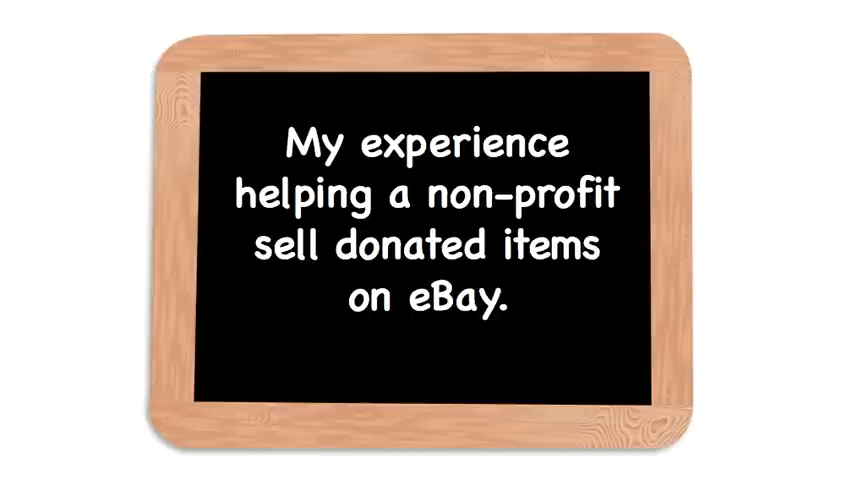 My experience
helping a non-profit
sell donated items
on eBay.